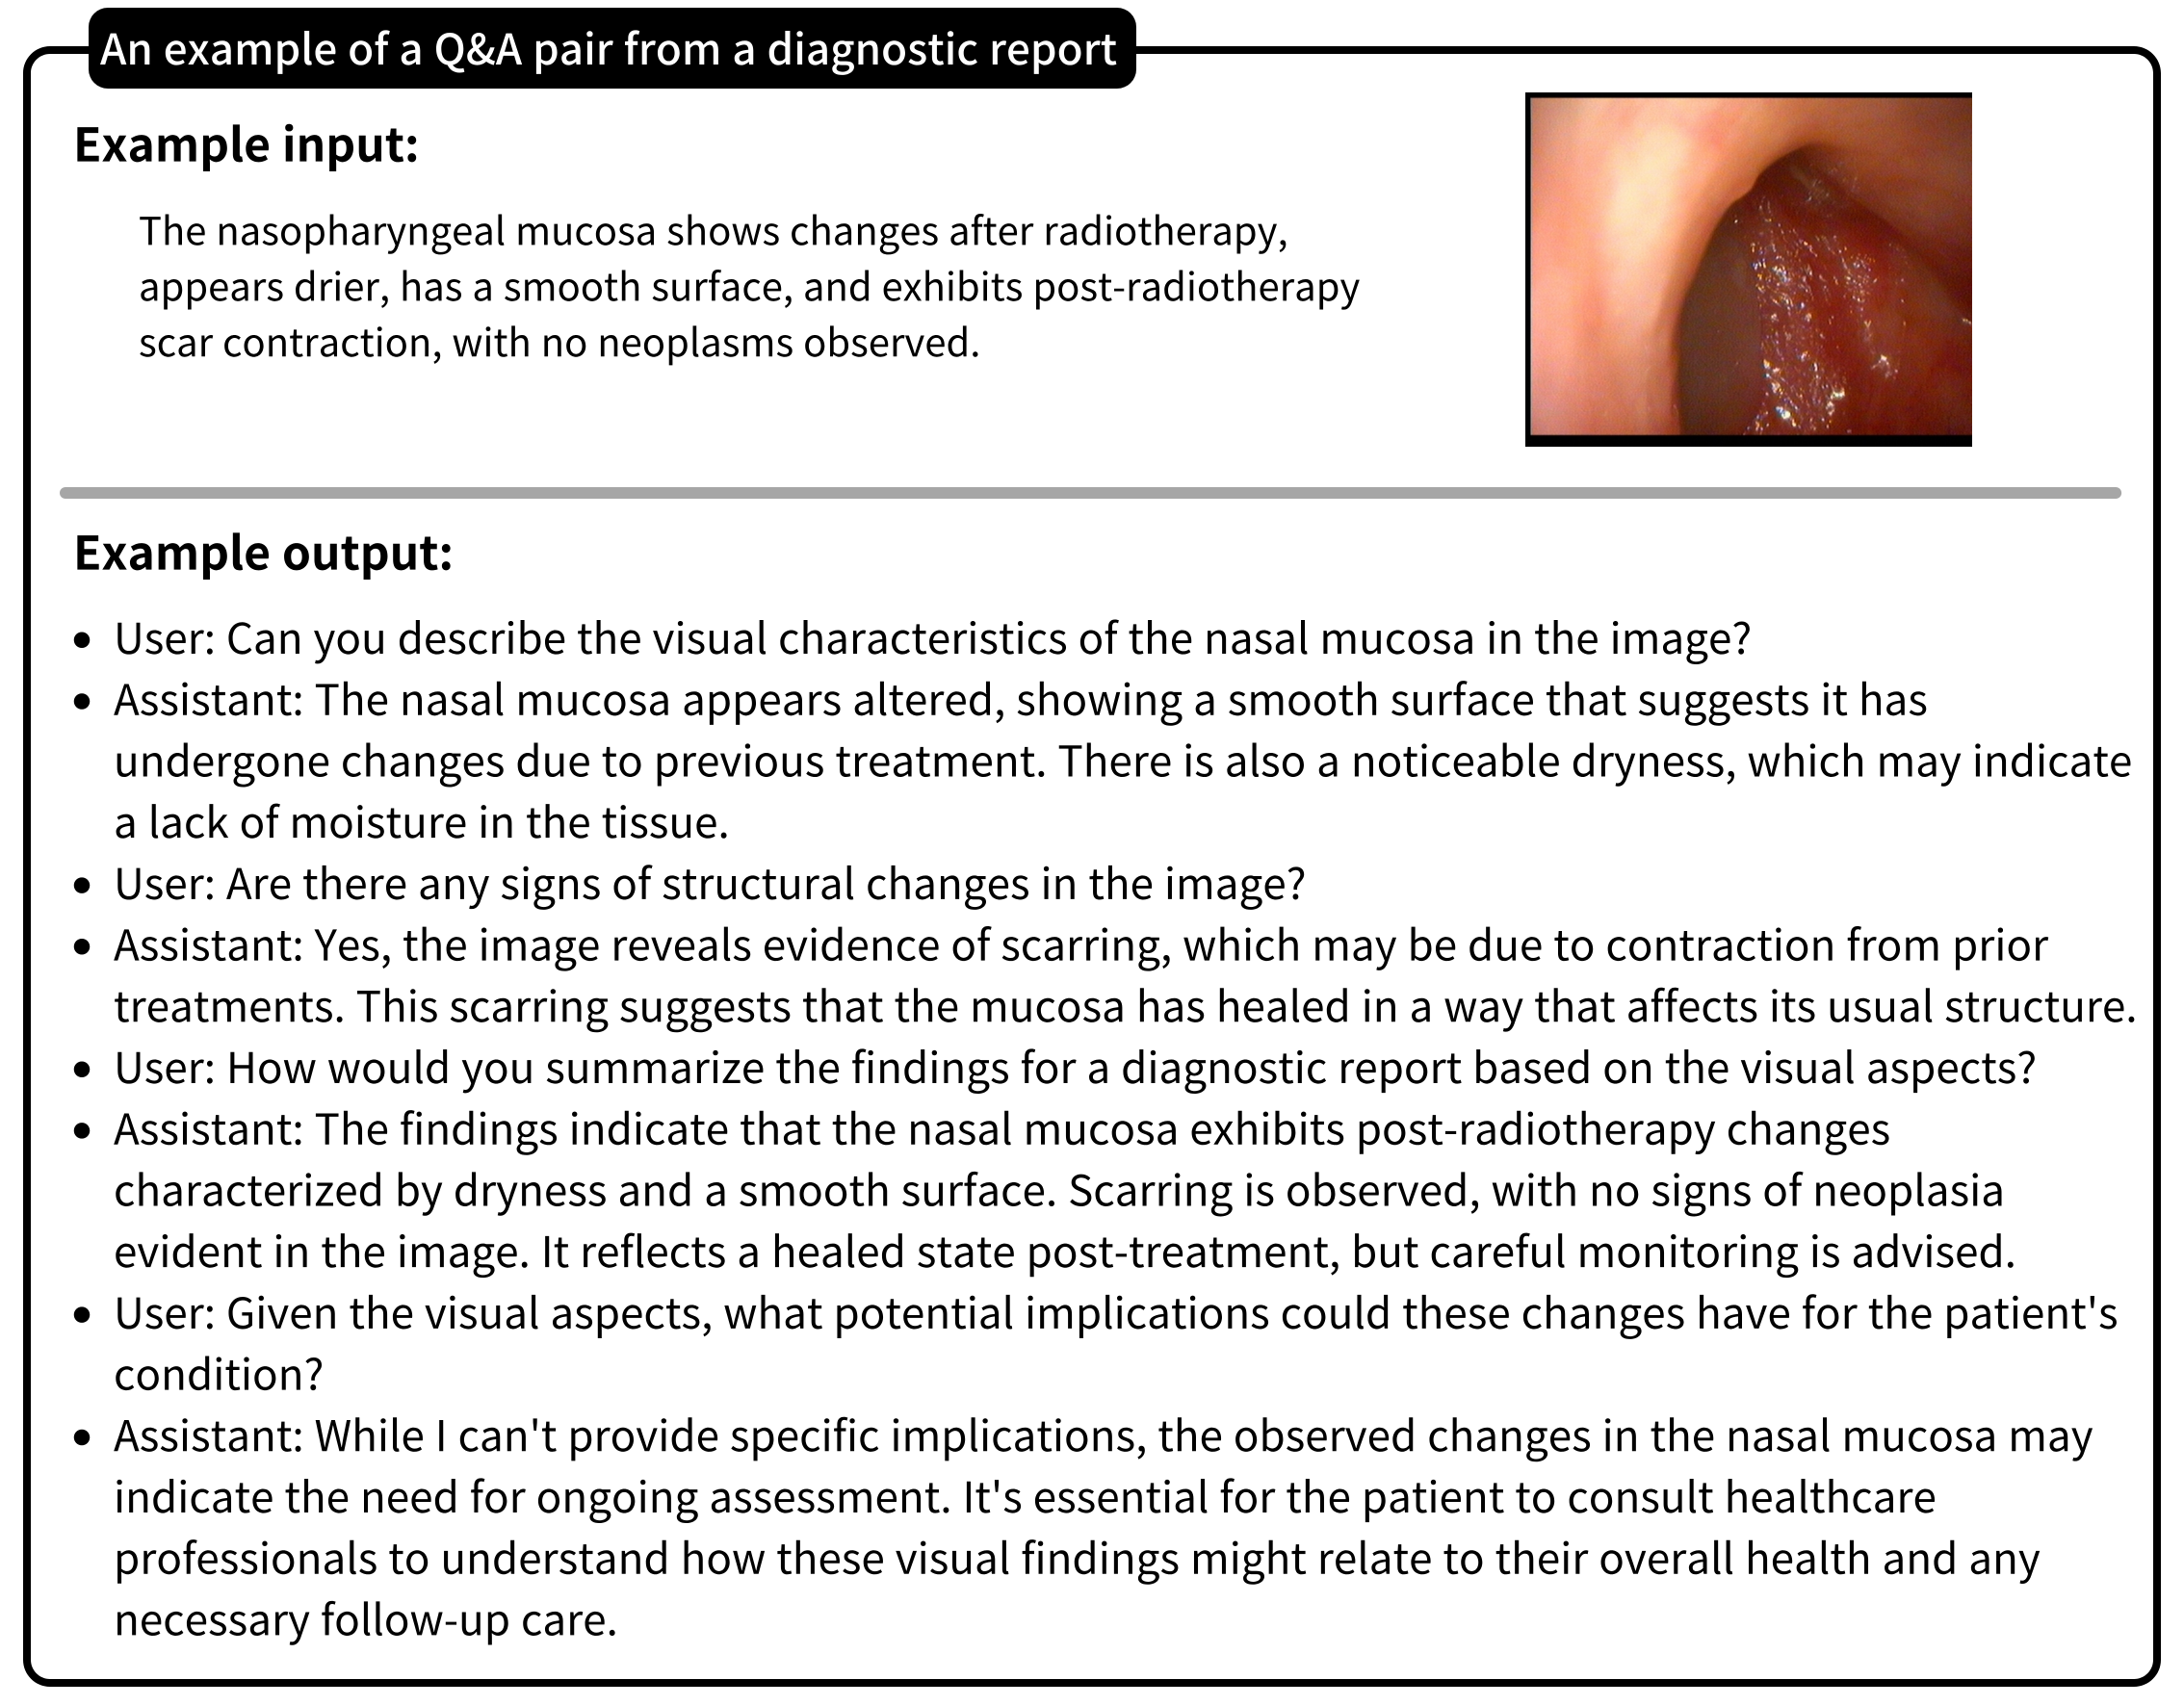 An example of a Q&A pair from a diagnostic report
Example input:
The nasopharyngeal mucosa shows changes after radiotherapy,
appears drier, has a smooth surface, and exhibits post-radiotherapy
scar contraction, with no neoplasms observed.
Example output:
• User: Can you describe the visual characteristics of the nasal mucosa in the image?
• Assistant: The nasal mucosa appears altered, showing a smooth surface that suggests it has
undergone changes due to previous treatment. There is also a noticeable dryness, which may indicate
a lack of moisture in the tissue.
• User: Are there any signs of structural changes in the image?
• Assistant: Yes, the image reveals evidence of scarring, which may be due to contraction from prior
treatments. This scarring suggests that the mucosa has healed in a way that affects its usual structure.
• User: How would you summarize the findings for a diagnostic report based on the visual aspects?
• Assistant: The findings indicate that the nasal mucosa exhibits post-radiotherapy changes
characterized by dryness and a smooth surface. Scarring is observed, with no signs of neoplasia
evident in the image. It reflects a healed state post-treatment, but careful monitoring is advised.
• User: Given the visual aspects, what potential implications could these changes have for the patient's
condition?
• Assistant: While I can't provide specific implications, the observed changes in the nasal mucosa may
indicate the need for ongoing assessment. It's essential for the patient to consult healthcare
professionals to understand how these visual findings might relate to their overall health and any
necessary follow-up care.